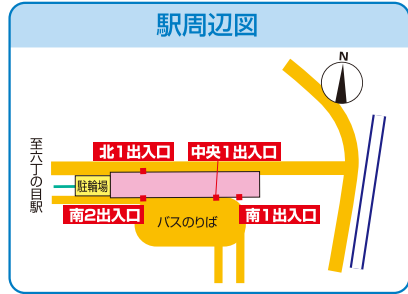 駅周辺図
N
北1出入口
中央1出入口
至六丁の目駅
駐輪場
南2出入口
バスのりば
南1出入口